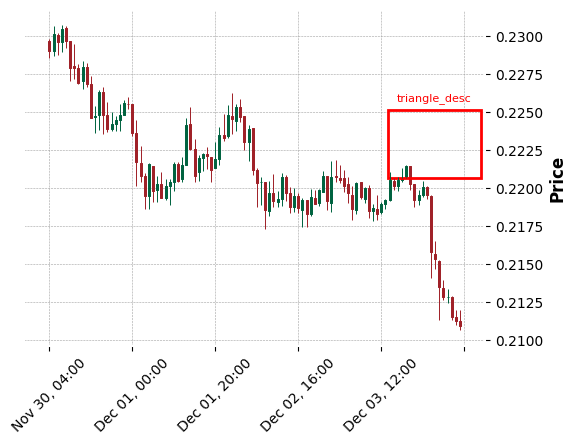 0.2300
0.2275
triangle_desc
0.2250
0.2225
0.2200
0.2175
0.2150
0.2125
0.2100
Price
Nov 30, 04:00
Dec 01, 00:00
Dec 01, 20:00
Dec 02, 16:00
Dec 03, 12:00